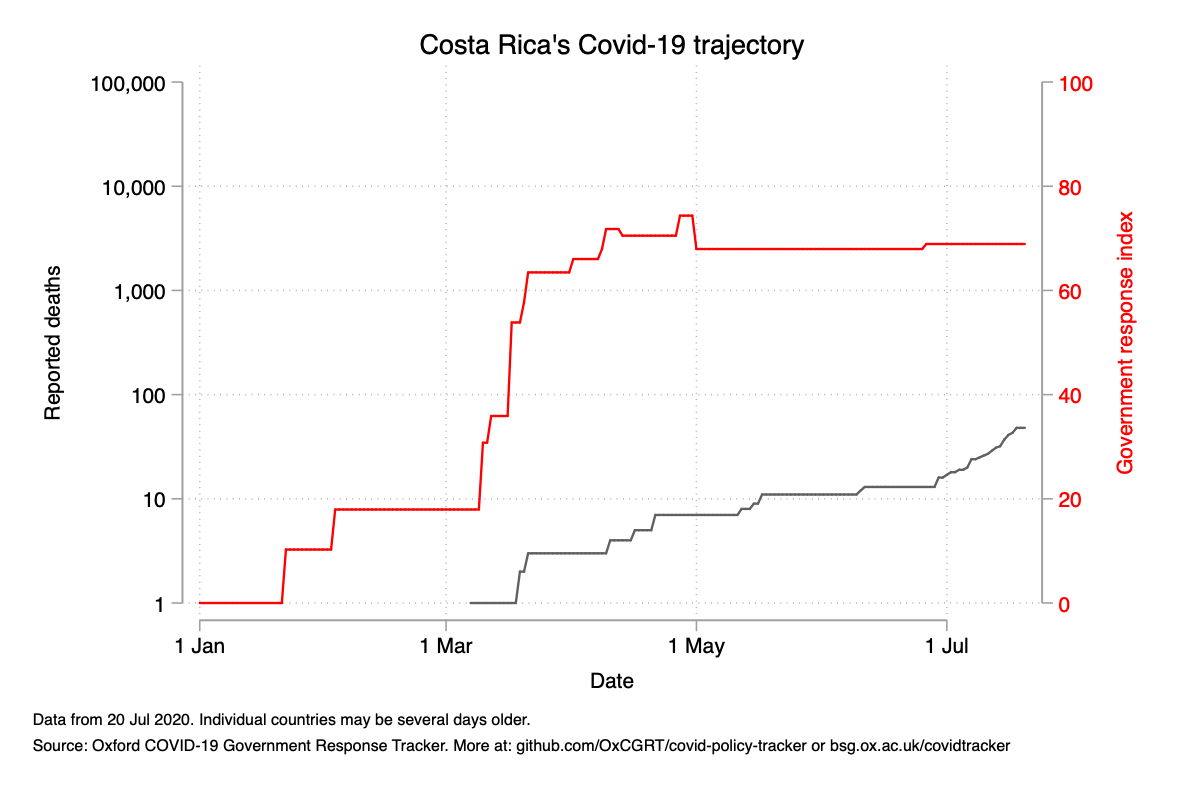 Costa Rica's Covid-19 trajectory
100,000
10,000
1,000
100
10
1
Reported deaths
100
80
60
40
20
0
Government response index
1 Jan
1 Mar
1 May
1 Jul
Date
Data from 20 Jul 2020. Individual countries may be several days older.
Source: Oxford COVID-19 Government Response Tracker. More at: github.com/OxCGRT/covid-policy-tracker or bsg.ox.ac.uk/covidtracker